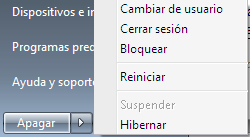 Dispositivos e i
Programas pred
Ayuda y soporte
Apagar
Cambiar de usuario
Cerrar sesión
Bloquear
Reiniciar
Suspender
Hibernar